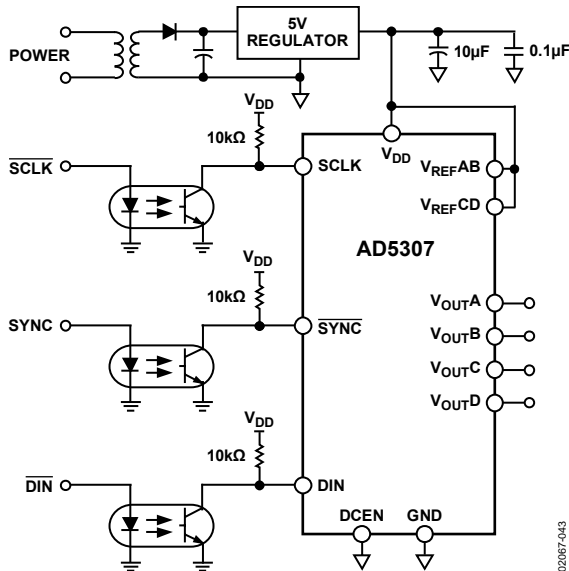 5V
REGULATOR
POWER
10µF
0.1µF
VDD
10kΩ
SCLK
SCLK
VDD
VREFAB
VREFCD
AD5307
VDD
10kΩ
SYNC
SYNC
VOUTA
VOUTB
VOUTC
VOUTD
VDD
10kΩ
DIN
DIN
DCEN
GND
02067-043